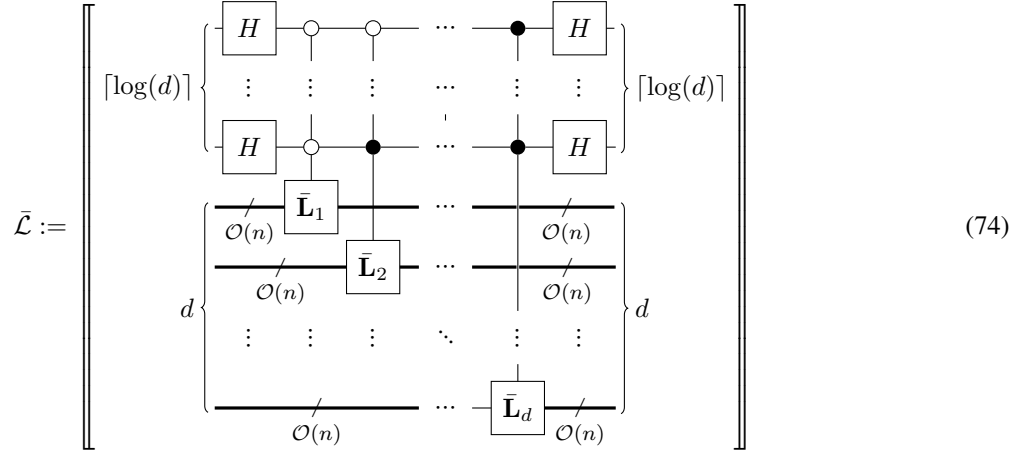 H ... H
⌈log(d)⌉ ⋮ ⋮ ⋮ ... ⋮ ⋮ ⌈log(d)⌉
H ... H
L̄₁ ...
O(n) O(n)
L̄ := L̄₂ ... (74)
O(n) O(n)
d ⋮ ⋮ ⋮ ⋱ ⋮ ⋮ d
... L̄_d
O(n) O(n)